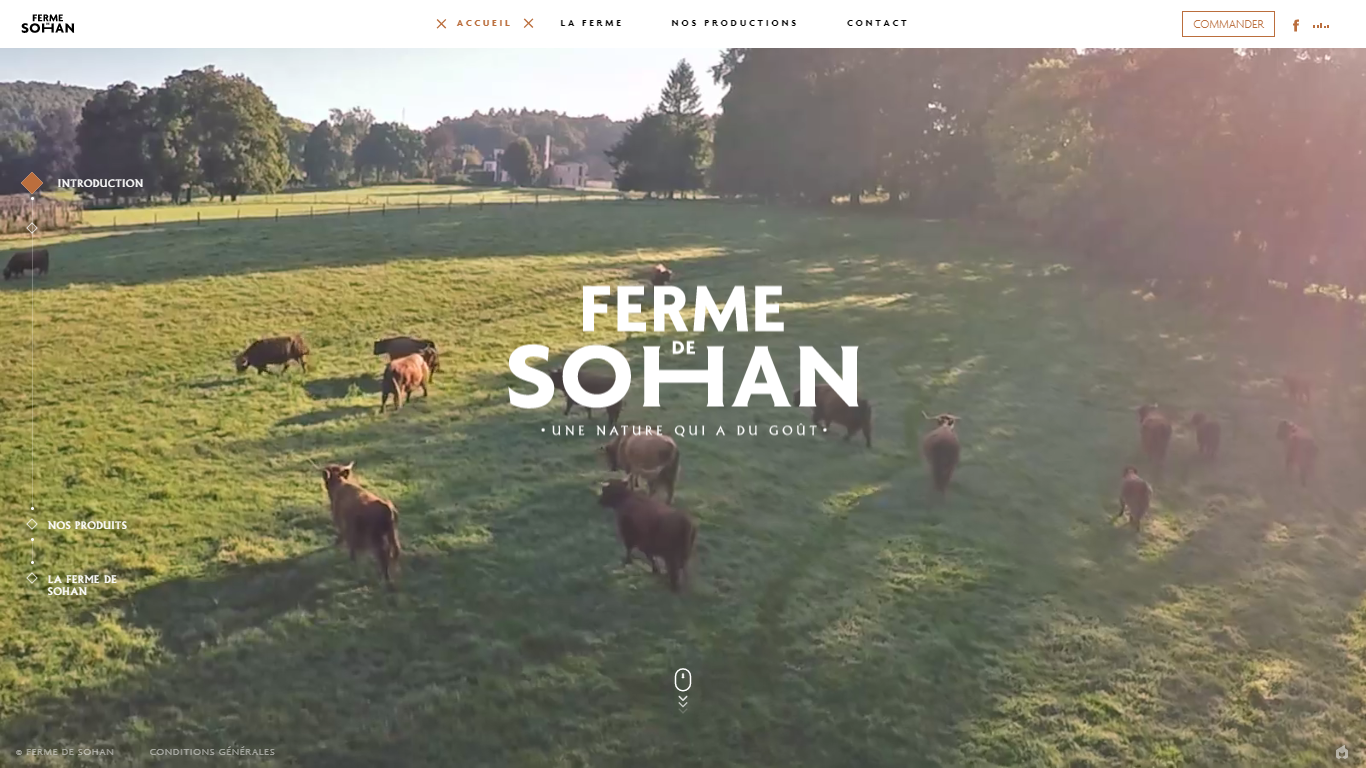 FERME
SOHAN
ACCUEIL
LA FERME
NOS PRODUCTIONS
CONTACT
COMMANDER
f
INTRODUCTION
FERME
DE
SOHAN
• UNE NATURE QUI A DU GOÛT •
NOS PRODUITS
LA FERME DE
SOHAN
© FERME DE SOHAN
CONDITIONS GÉNÉRALES